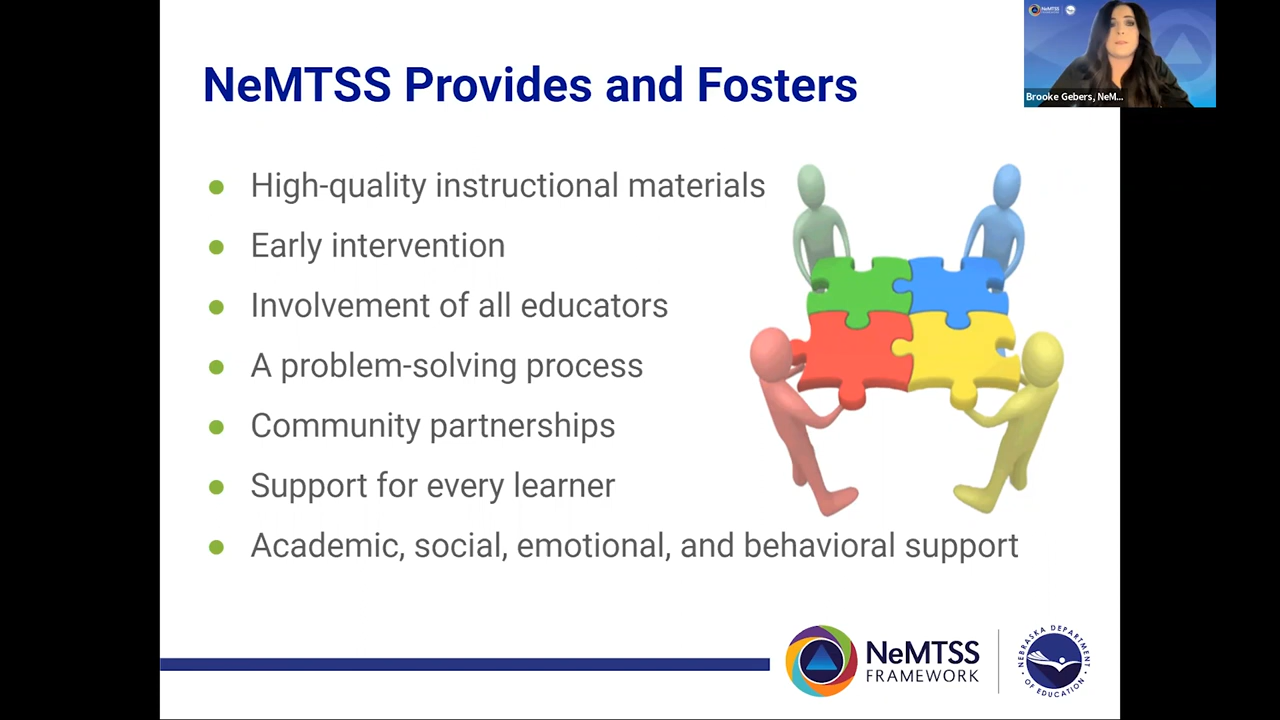 NeMTSS Provides and Fosters
NeMTSS
Brooke Gebers, NeM...
High-quality instructional materials
Early intervention
Involvement of all educators
A problem-solving process
Community partnerships
Support for every learner
Academic, social, emotional, and behavioral support
NeMTSS
FRAMEWORK
NEBRASKA DEPARTMENT
OF EDUCATION